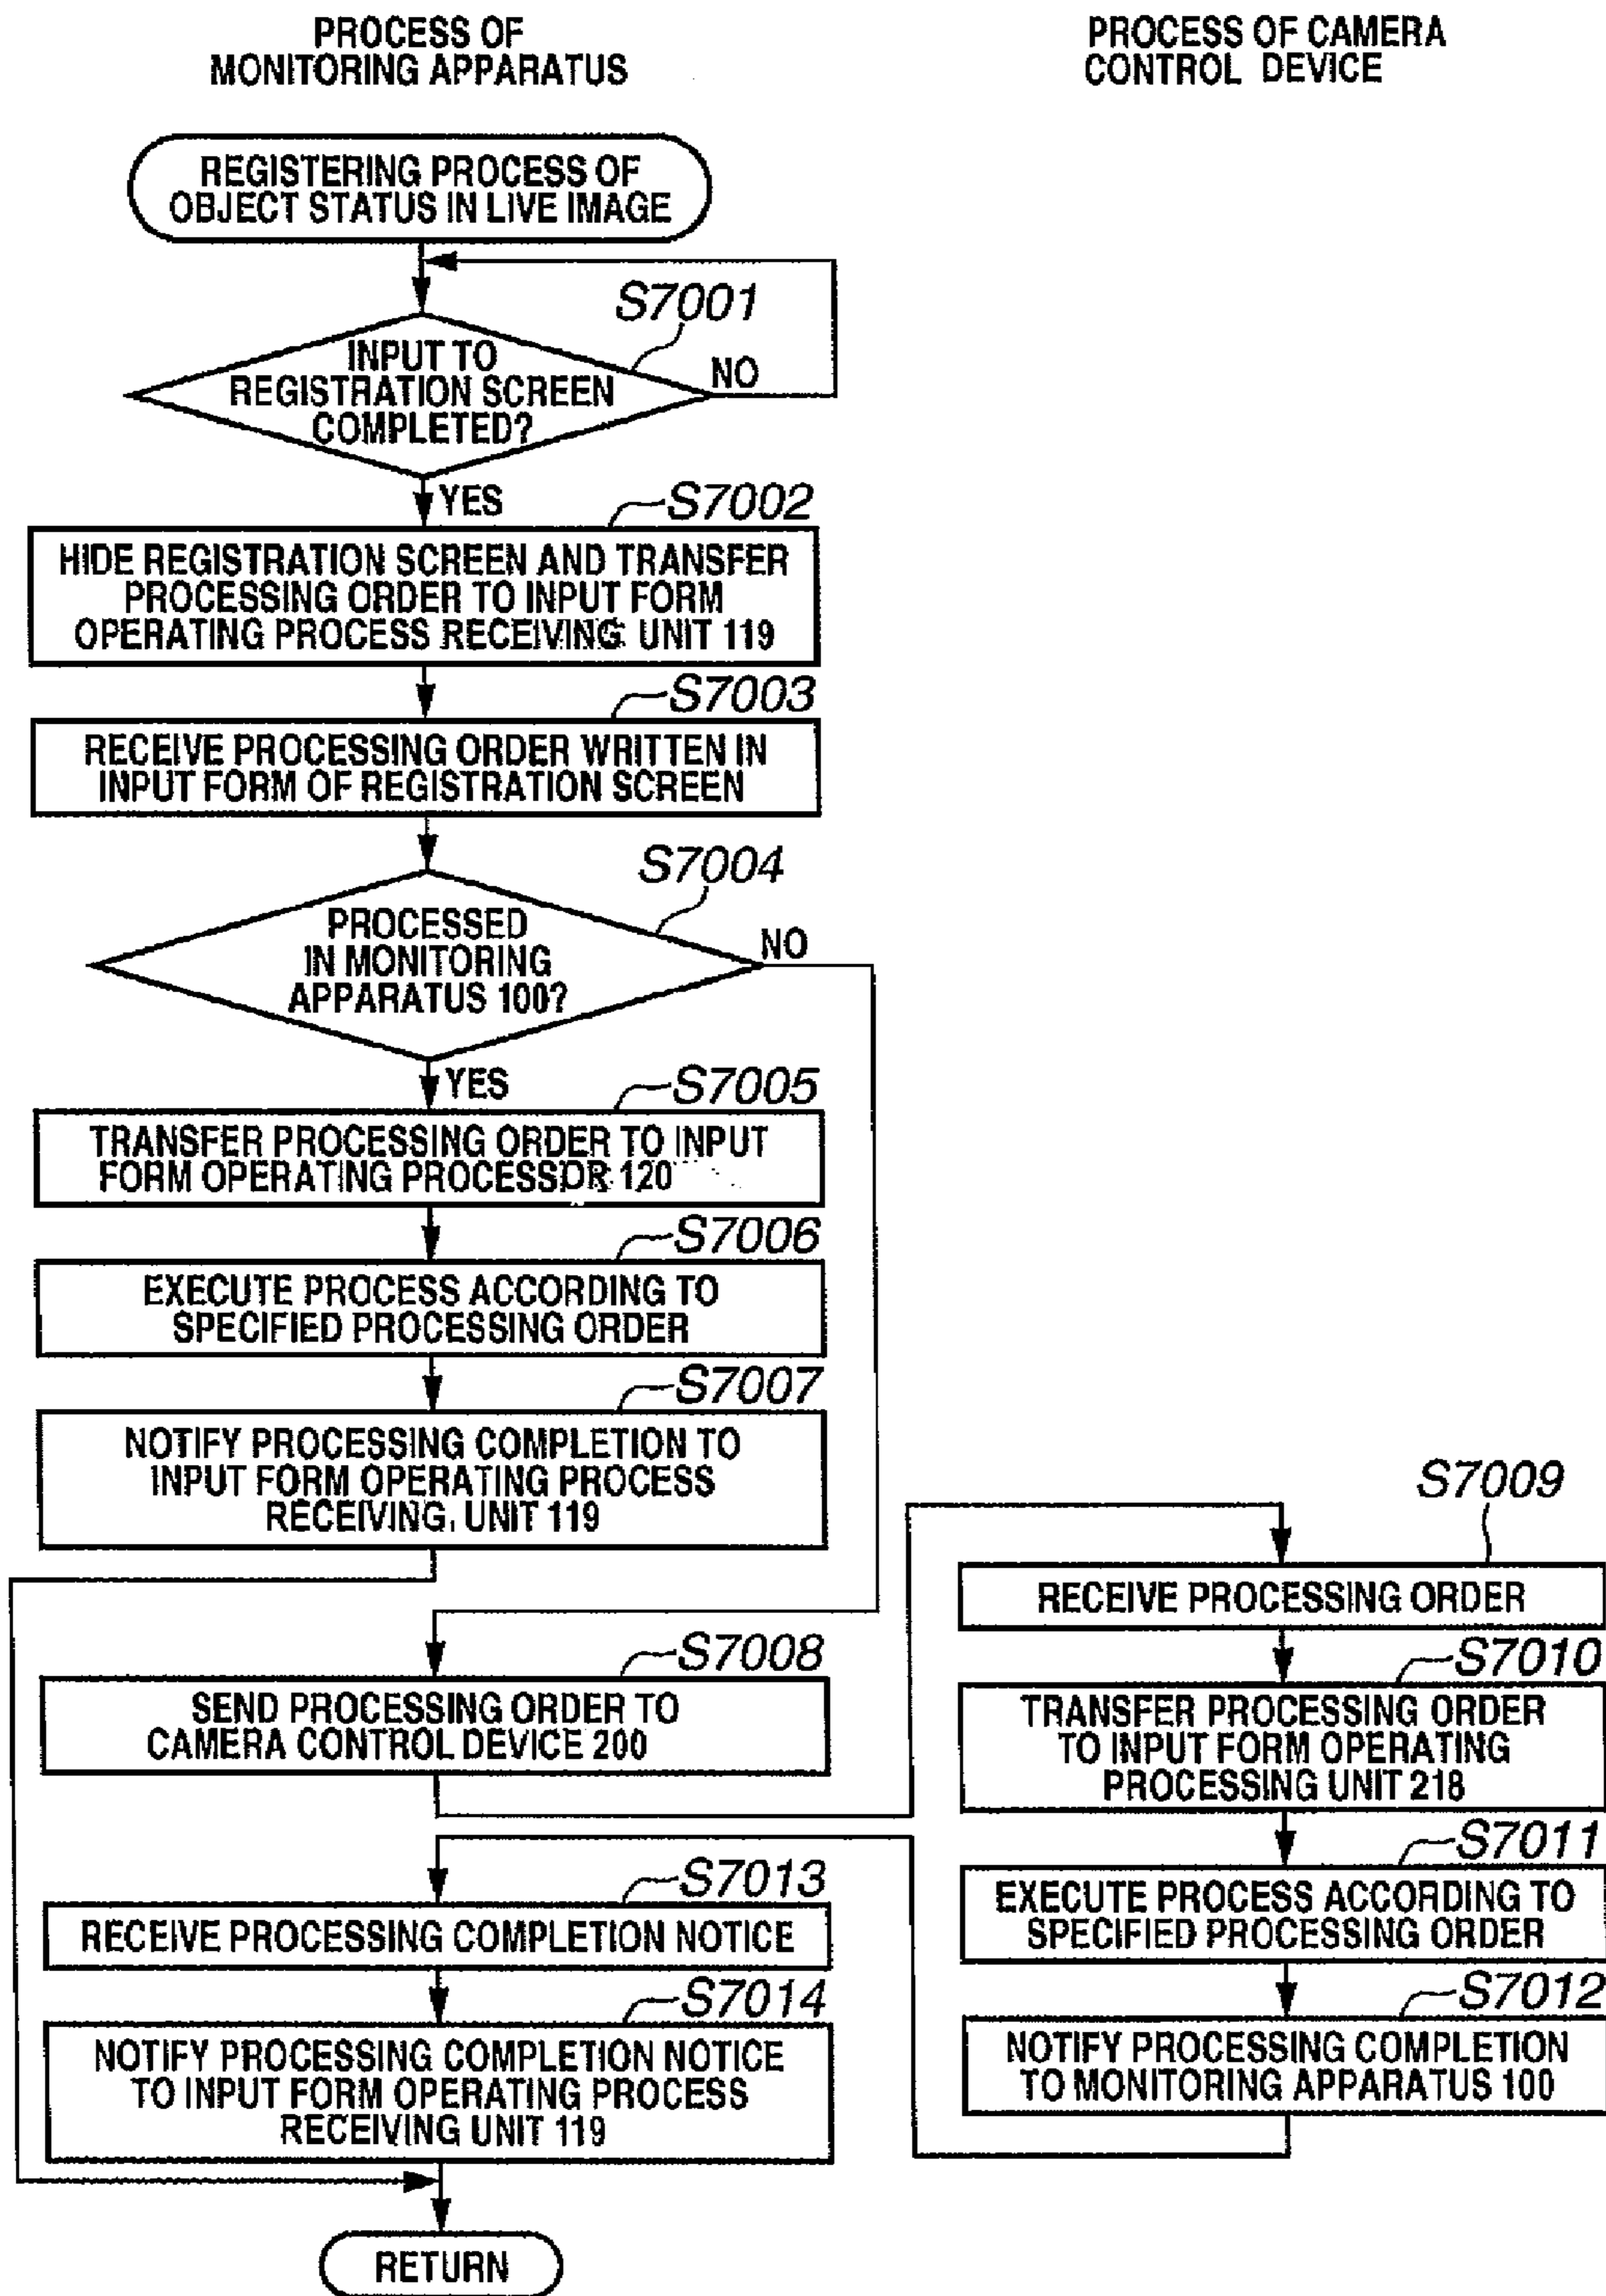 PROCESS OF
MONITORING APPARATUS
PROCESS OF CAMERA
CONTROL DEVICE
REGISTERING PROCESS OF
OBJECT STATUS IN LIVE IMAGE
S7001
INPUT TO
REGISTRATION SCREEN
COMPLETED?
NO
YES
S7002
HIDE REGISTRATION SCREEN AND TRANSFER
PROCESSING ORDER TO INPUT FORM
OPERATING PROCESS RECEIVING UNIT 119
S7003
RECEIVE PROCESSING ORDER WRITTEN IN
INPUT FORM OF REGISTRATION SCREEN
S7004
PROCESSED
IN MONITORING
APPARATUS 100?
NO
YES
S7005
TRANSFER PROCESSING ORDER TO INPUT
FORM OPERATING PROCESSOR 120
S7006
EXECUTE PROCESS ACCORDING TO
SPECIFIED PROCESSING ORDER
S7007
NOTIFY PROCESSING COMPLETION TO
INPUT FORM OPERATING PROCESS
RECEIVING UNIT 119
S7008
SEND PROCESSING ORDER TO
CAMERA CONTROL DEVICE 200
S7009
RECEIVE PROCESSING ORDER
S7010
TRANSFER PROCESSING ORDER
TO INPUT FORM OPERATING
PROCESSING UNIT 218
S7011
EXECUTE PROCESS ACCORDING TO
SPECIFIED PROCESSING ORDER
S7012
NOTIFY PROCESSING COMPLETION
TO MONITORING APPARATUS 100
S7013
RECEIVE PROCESSING COMPLETION NOTICE
S7014
NOTIFY PROCESSING COMPLETION NOTICE
TO INPUT FORM OPERATING PROCESS
RECEIVING UNIT 119
RETURN